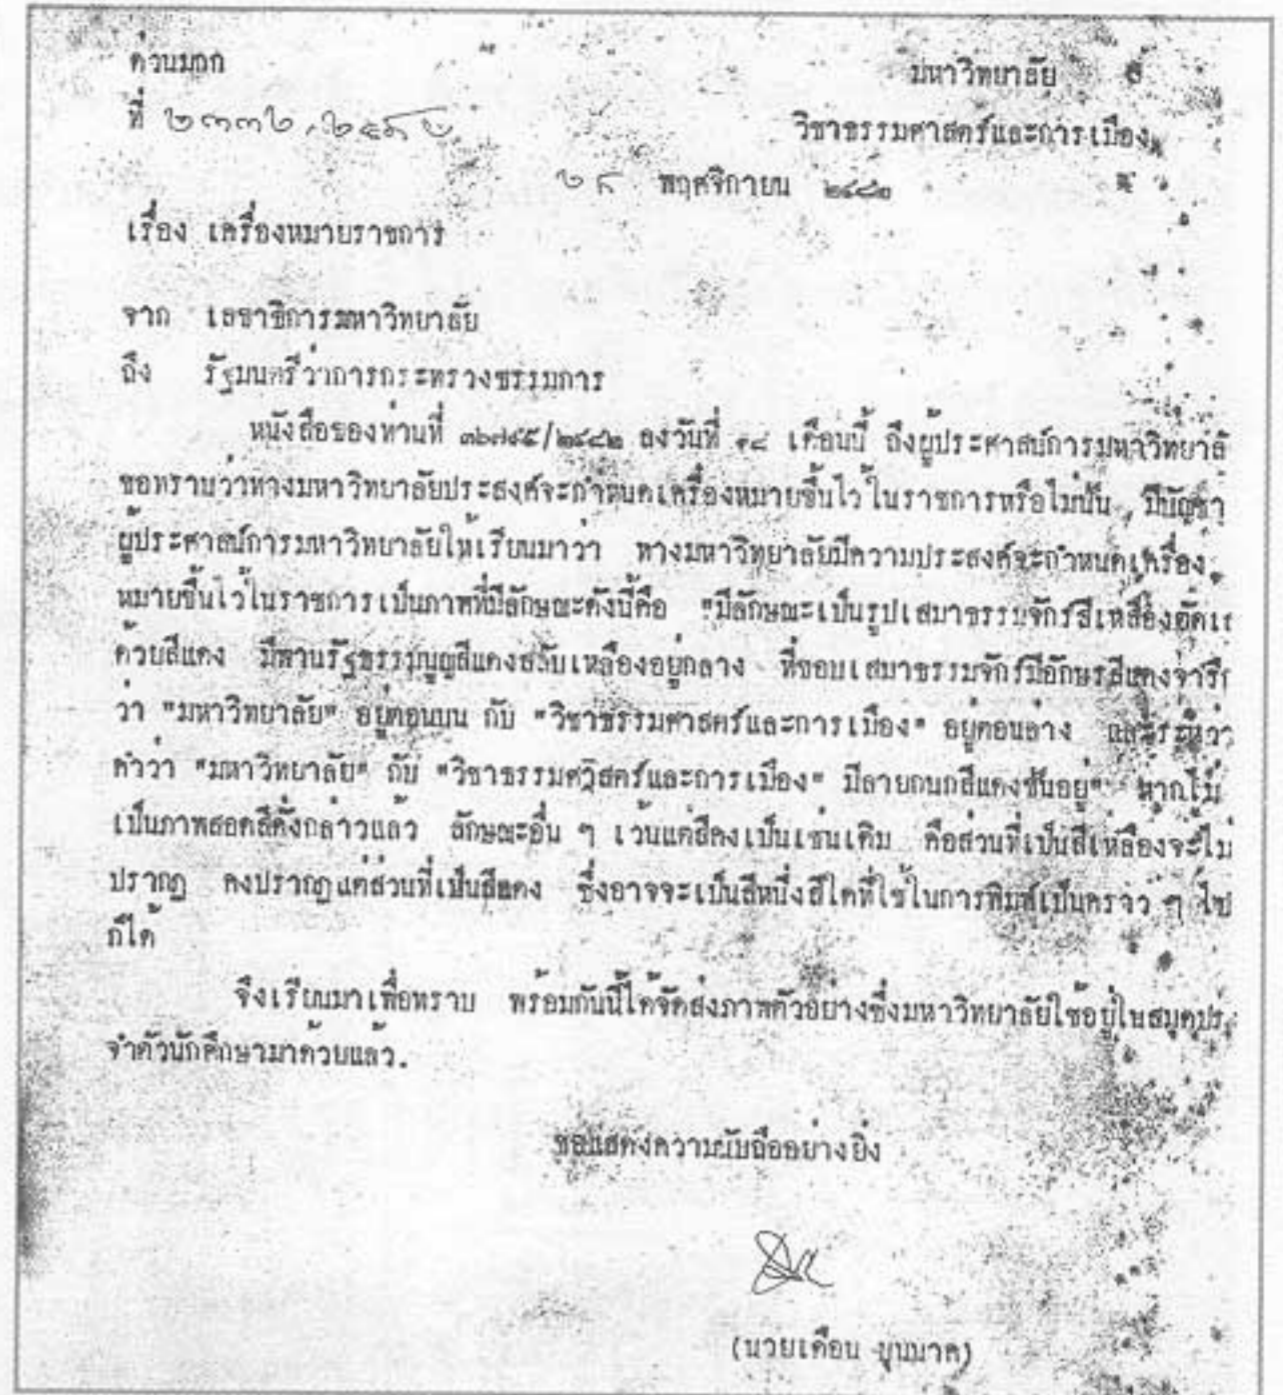 ด่วนมาก
มหาวิทยาลัย
ที่
วิชาธรรมศาสตร์และการเมือง
พฤศจิกายน ๒๔๘๒
เรื่อง เครื่องหมายราชการ
จาก เลขาธิการมหาวิทยาลัย
ถึง รัฐมนตรีว่าการกระทรวงธรรมการ
หนังสือของท่านที่ ลงวันที่ ๑๘ เดือนนี้ ถึงผู้ประศาสน์การมหาวิทยาลั
ขอทราบว่าทางมหาวิทยาลัยประสงค์จะกำหนดเครื่องหมายขึ้นไว้ในราชการหรือไม่นั้น , มีบัญชา
ผู้ประศาสน์การมหาวิทยาลัยให้เรียนมาว่า ทางมหาวิทยาลัยมีความประสงค์จะกำหนดเครื่อง
หมายขึ้นไว้ในราชการเป็นภาพที่มีลักษณะดังนี้คือ "มีลักษณะเป็นรูปเสมาธรรมจักร์สีเหลืองตัดเ
ด้วยสีแดง มีพานรัฐธรรมนูญสีแดงสลับเหลืองอยู่กลาง ที่ขอบเสมาธรรมจักร์มีอักษรสีแดงจารึ
ว่า "มหาวิทยาลัย" อยู่ตอนบน กับ "วิชาธรรมศาสตร์และการเมือง" อยู่ตอนล่าง และระหว่า
คำว่า "มหาวิทยาลัย" กับ "วิชาธรรมศาสตร์และการเมือง" มีลายกนกสีแดงขั้นอยู่" หากไม่
เป็นภาพสอดสีดั่งกล่าวแล้ว ลักษณะอื่น ๆ เว้นแต่สีคงเป็นเช่นเดิม คือส่วนที่เป็นสีเหลืองจะไม่
ปรากฏ คงปรากฏแต่ส่วนที่เป็นสีแดง ซึ่งอาจจะเป็นสีหนึ่งสีใดที่ใช้ในการพิมพ์เป็นคราว ๆ ไป
ก็ได้
จึงเรียนมาเพื่อทราบ พร้อมกันนี้ได้จัดส่งภาพตัวอย่างซึ่งมหาวิทยาลัยใช้อยู่ในสมุดประ
จำตัวนักศึกษามาด้วยแล้ว.
ขอแสดงความนับถืออย่างยิ่ง
(นายเดือน บุนนาค)